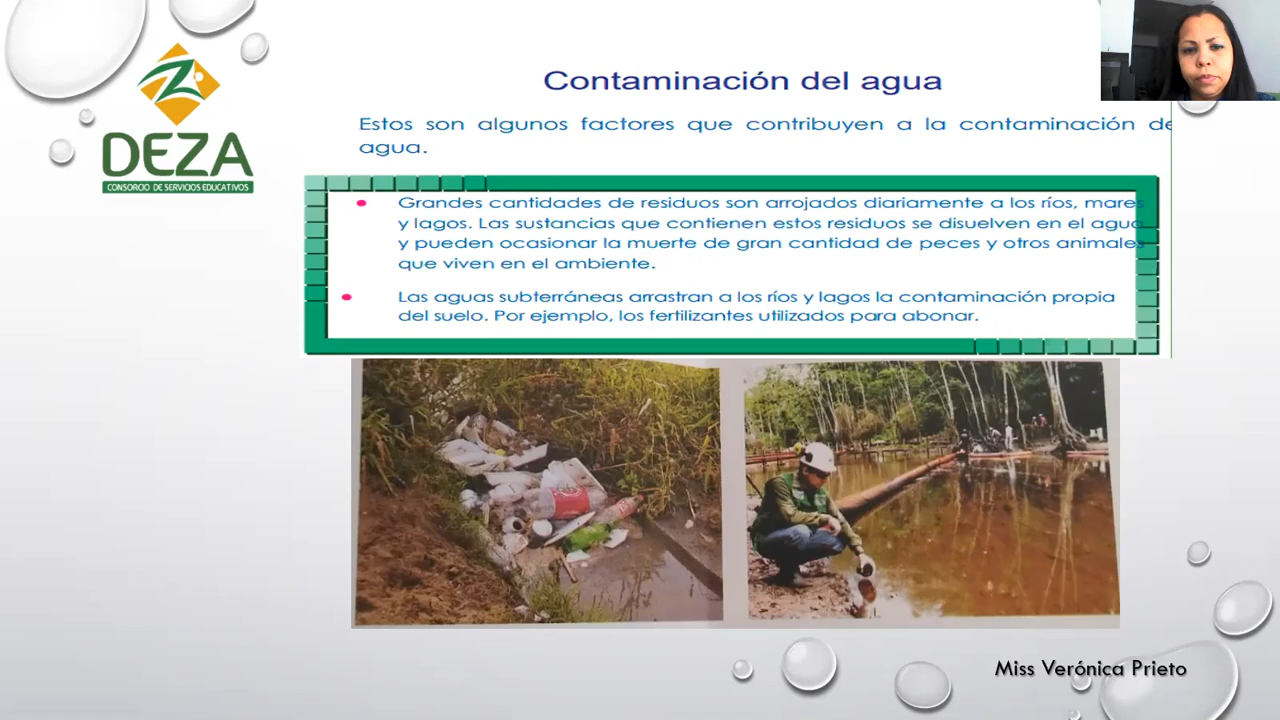 DEZA
CONSORCIO DE SERVICIOS EDUCATIVOS
Contaminación del agua
Estos son algunos factores que contribuyen a la contaminación de
agua.
Grandes cantidades de residuos son arrojados diariamente a los ríos, mares
y lagos. Las sustancias que contienen estos residuos se disuelven en el agua
y pueden ocasionar la muerte de gran cantidad de peces y otros animales
que viven en el ambiente.
Las aguas subterráneas arrastran a los ríos y lagos la contaminación propia
del suelo. Por ejemplo, los fertilizantes utilizados para abonar.
Miss Verónica Prieto